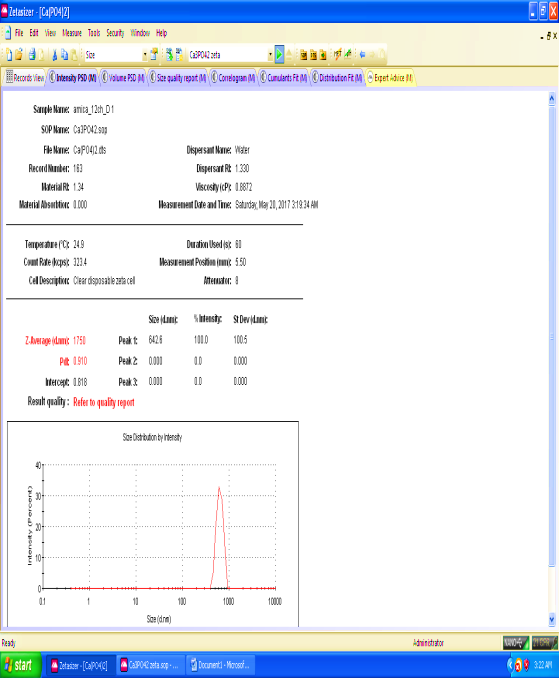 Zetasizer - [Ca(PO4)2]
File Edit View Measure Tools Security Window Help
Size Ca3PO42 zeta
Records View Intensity PSD (M) Volume PSD (M) Size quality report (M) Correlogram (M) Cumulants Fit (M) Distribution Fit (M) Expert Advice (M)
Sample Name: arnica_12ch_D 1
SOP Name: Ca3PO42.sop
File Name: Ca(PO4)2.dts Dispersant Name: Water
Record Number: 163 Dispersant RI: 1.330
Material RI: 1.34 Viscosity (cP): 0.8872
Material Absorbtion: 0.000 Measurement Date and Time: Saturday, May 20, 2017 3:19:34 AM
Temperature (°C): 24.9 Duration Used (s): 60
Count Rate (kcps): 323.4 Measurement Position (mm): 5.50
Cell Description: Clear disposable zeta cell Attenuator: 8
Size (d.nm): % Intensity: St Dev (d.nm):
Z-Average (d.nm): 1750 Peak 1: 642.6 100.0 100.5
PdI: 0.910 Peak 2: 0.000 0.0 0.000
Intercept: 0.818 Peak 3: 0.000 0.0 0.000
Result quality : Refer to quality report
Size Distribution by Intensity
Intensity (Percent)
40
30
20
10
0
0.1 1 10 100 1000 10000
Size (d.nm)
Ready Administrator
start Zetasizer - [Ca(PO4)2] Ca3PO42 zeta.sop - ... Document1 - Microsof... 3:22 AM